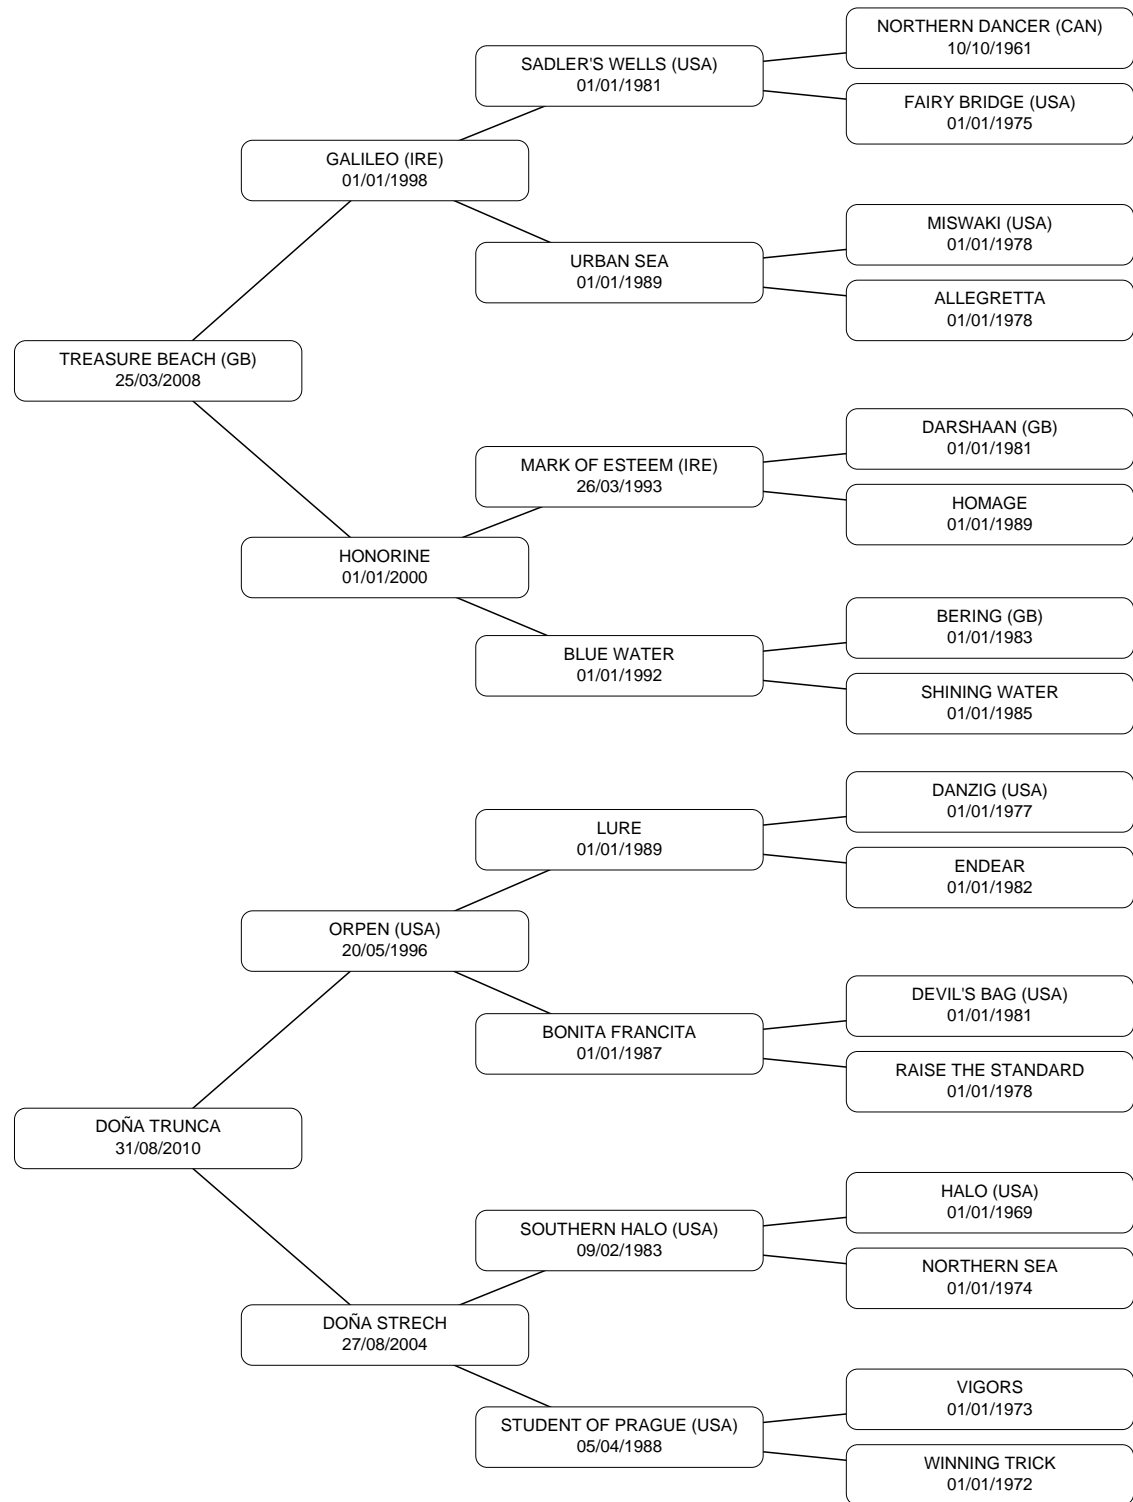 NORTHERN DANCER (CAN)
10/10/1961
SADLER'S WELLS (USA)
01/01/1981
FAIRY BRIDGE (USA)
01/01/1975
GALILEO (IRE)
01/01/1998
MISWAKI (USA)
01/01/1978
URBAN SEA
01/01/1989
ALLEGRETTA
01/01/1978
TREASURE BEACH (GB)
25/03/2008
DARSHAAN (GB)
01/01/1981
MARK OF ESTEEM (IRE)
26/03/1993
HOMAGE
01/01/1989
HONORINE
01/01/2000
BERING (GB)
01/01/1983
BLUE WATER
01/01/1992
SHINING WATER
01/01/1985
DANZIG (USA)
01/01/1977
LURE
01/01/1989
ENDEAR
01/01/1982
ORPEN (USA)
20/05/1996
DEVIL'S BAG (USA)
01/01/1981
BONITA FRANCITA
01/01/1987
RAISE THE STANDARD
01/01/1978
DOÑA TRUNCA
31/08/2010
HALO (USA)
01/01/1969
SOUTHERN HALO (USA)
09/02/1983
NORTHERN SEA
01/01/1974
DOÑA STRECH
27/08/2004
VIGORS
01/01/1973
STUDENT OF PRAGUE (USA)
05/04/1988
WINNING TRICK
01/01/1972